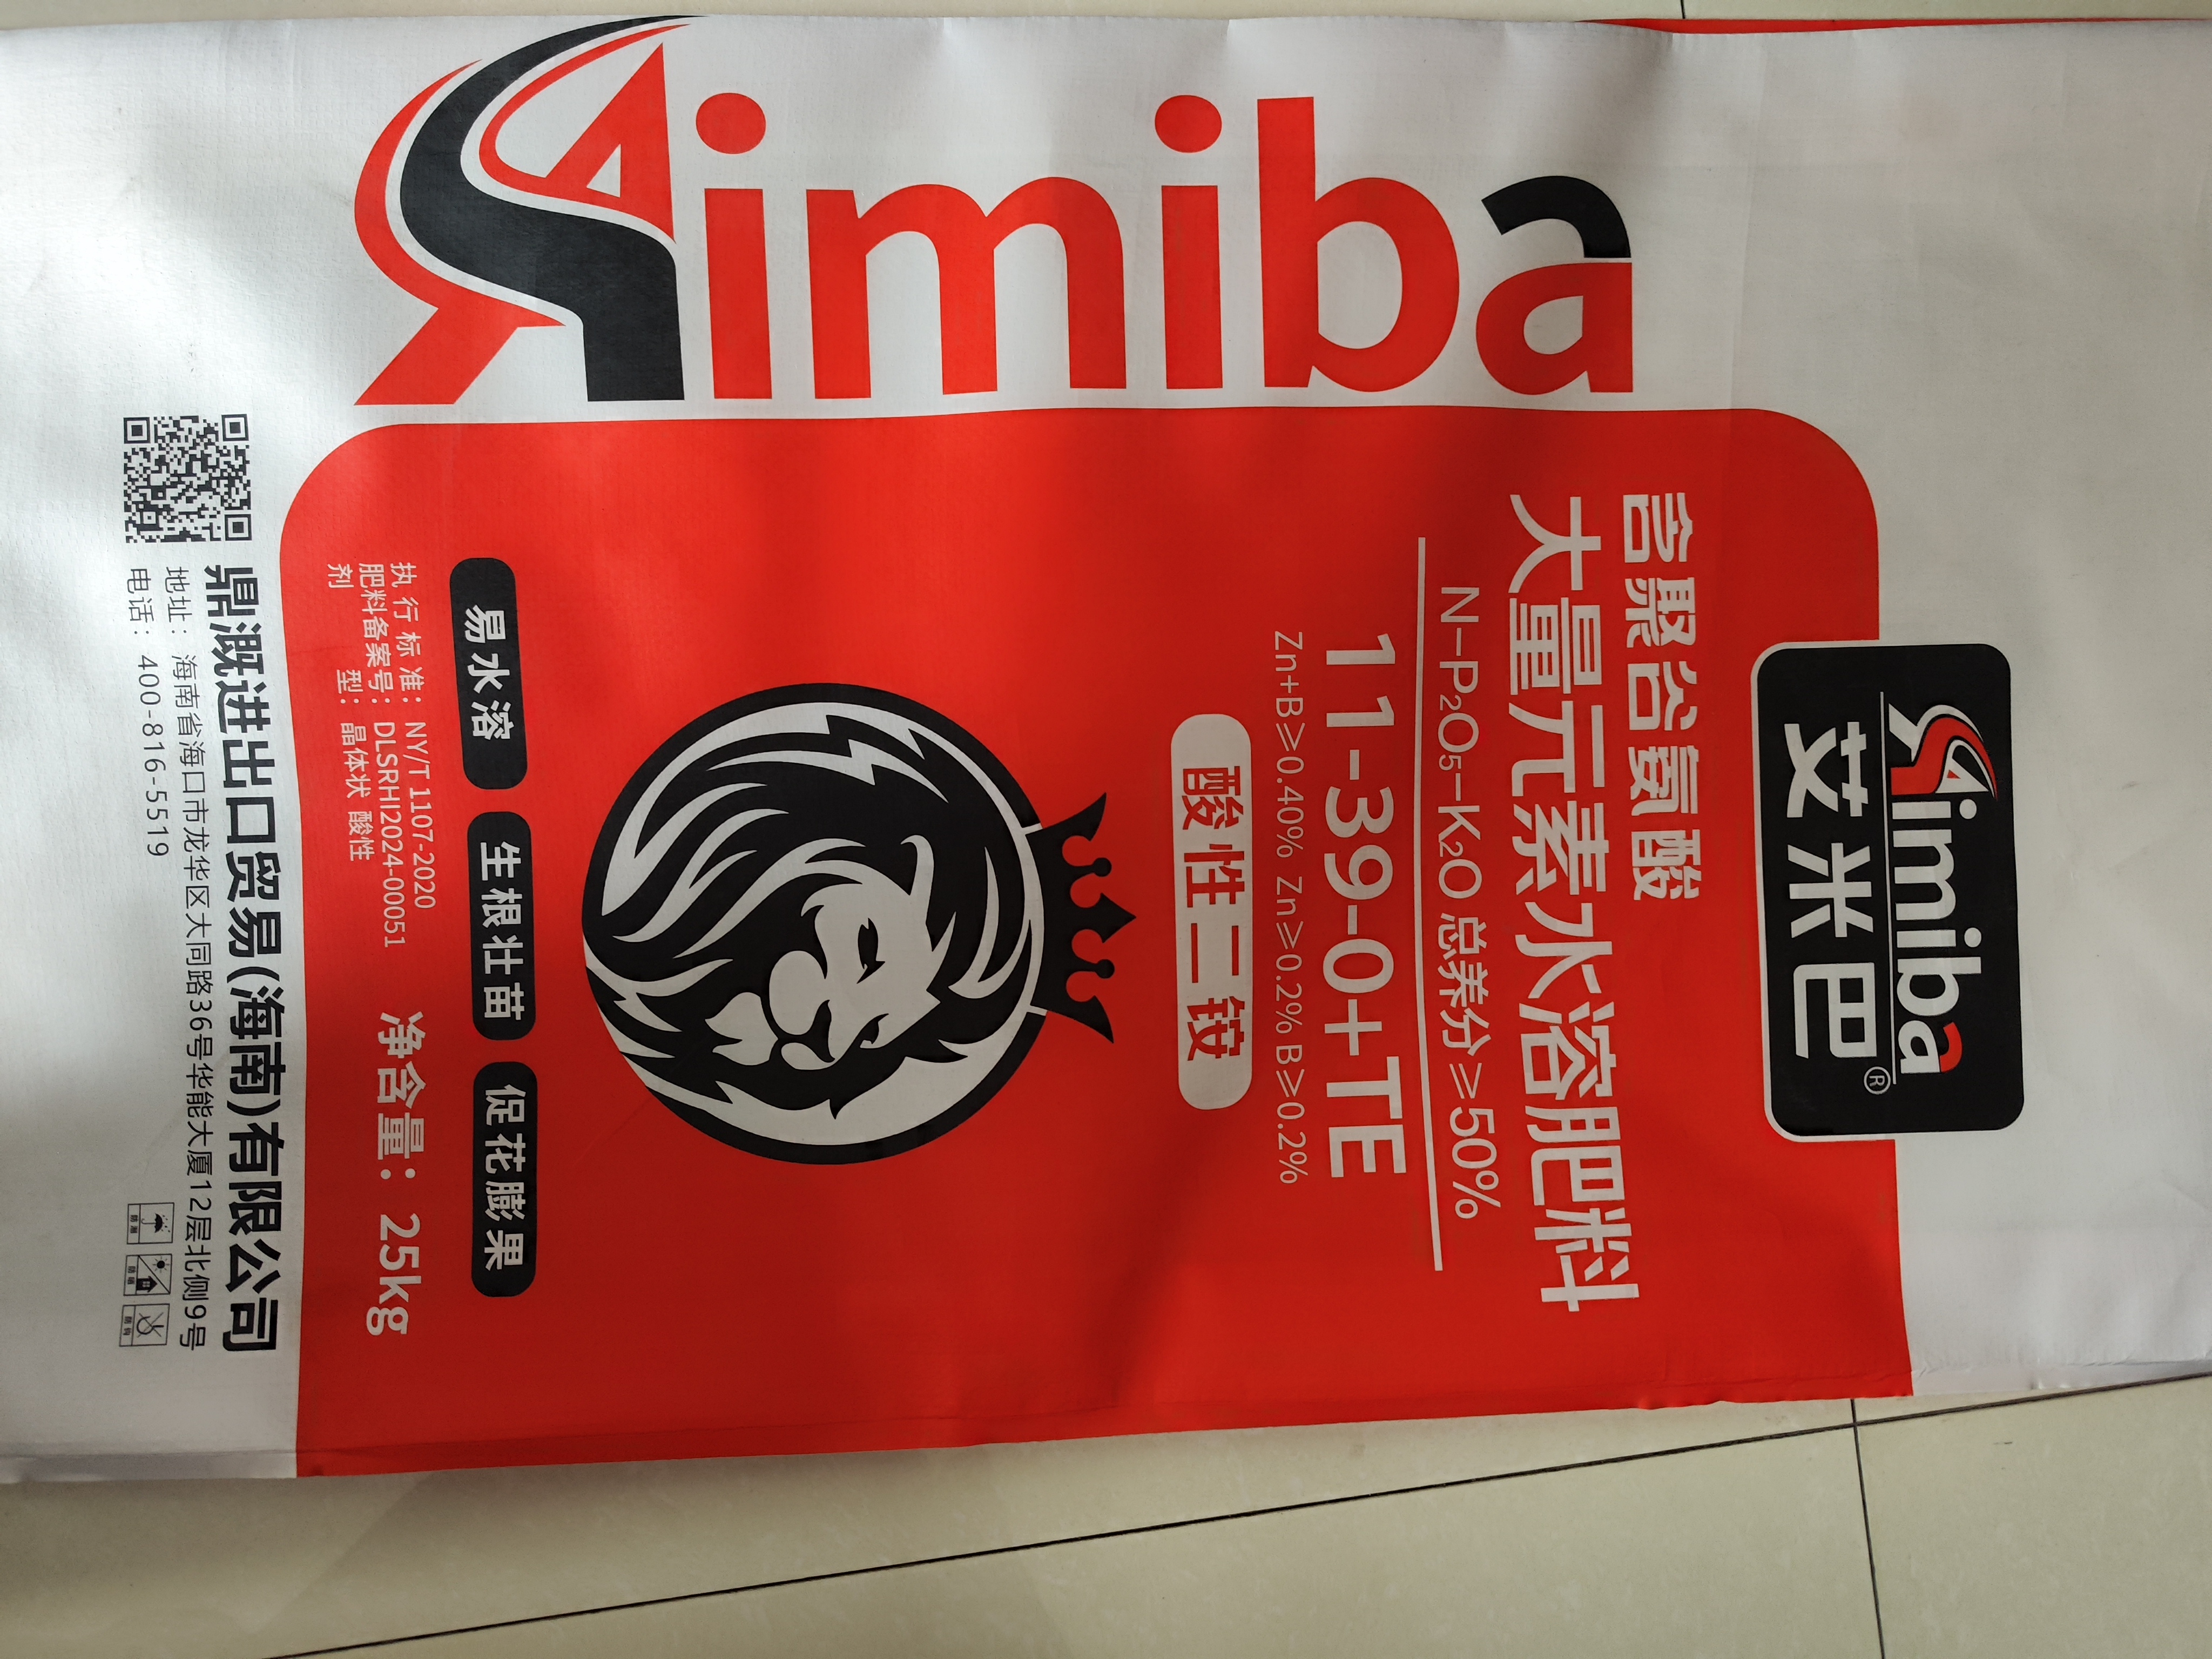 Aimiba
Aimiba
艾米巴®
含聚谷氨酸
大量元素水溶肥料
N-P₂O₅-K₂O 总养分≥50%
11-39-0+TE
Zn+B≥0.40% Zn≥0.2% B≥0.2%
酸性二铵
易水溶 生根壮苗 促花膨果
执行标准：NY/T 1107-2020
肥料备案号：DLSRHI2024-00051
剂型：晶体状 酸性
净含量：25kg
鼎溉进出口贸易(海南)有限公司
地址：海南省海口市龙华区大同路36号华能大厦12层北侧9号
电话：400-816-5519